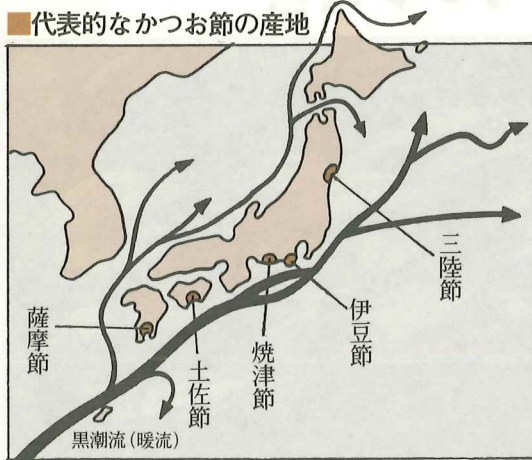 ■代表的なかつお節の産地
三陸節
伊豆節
焼津節
土佐節
薩摩節
黒潮流(暖流)